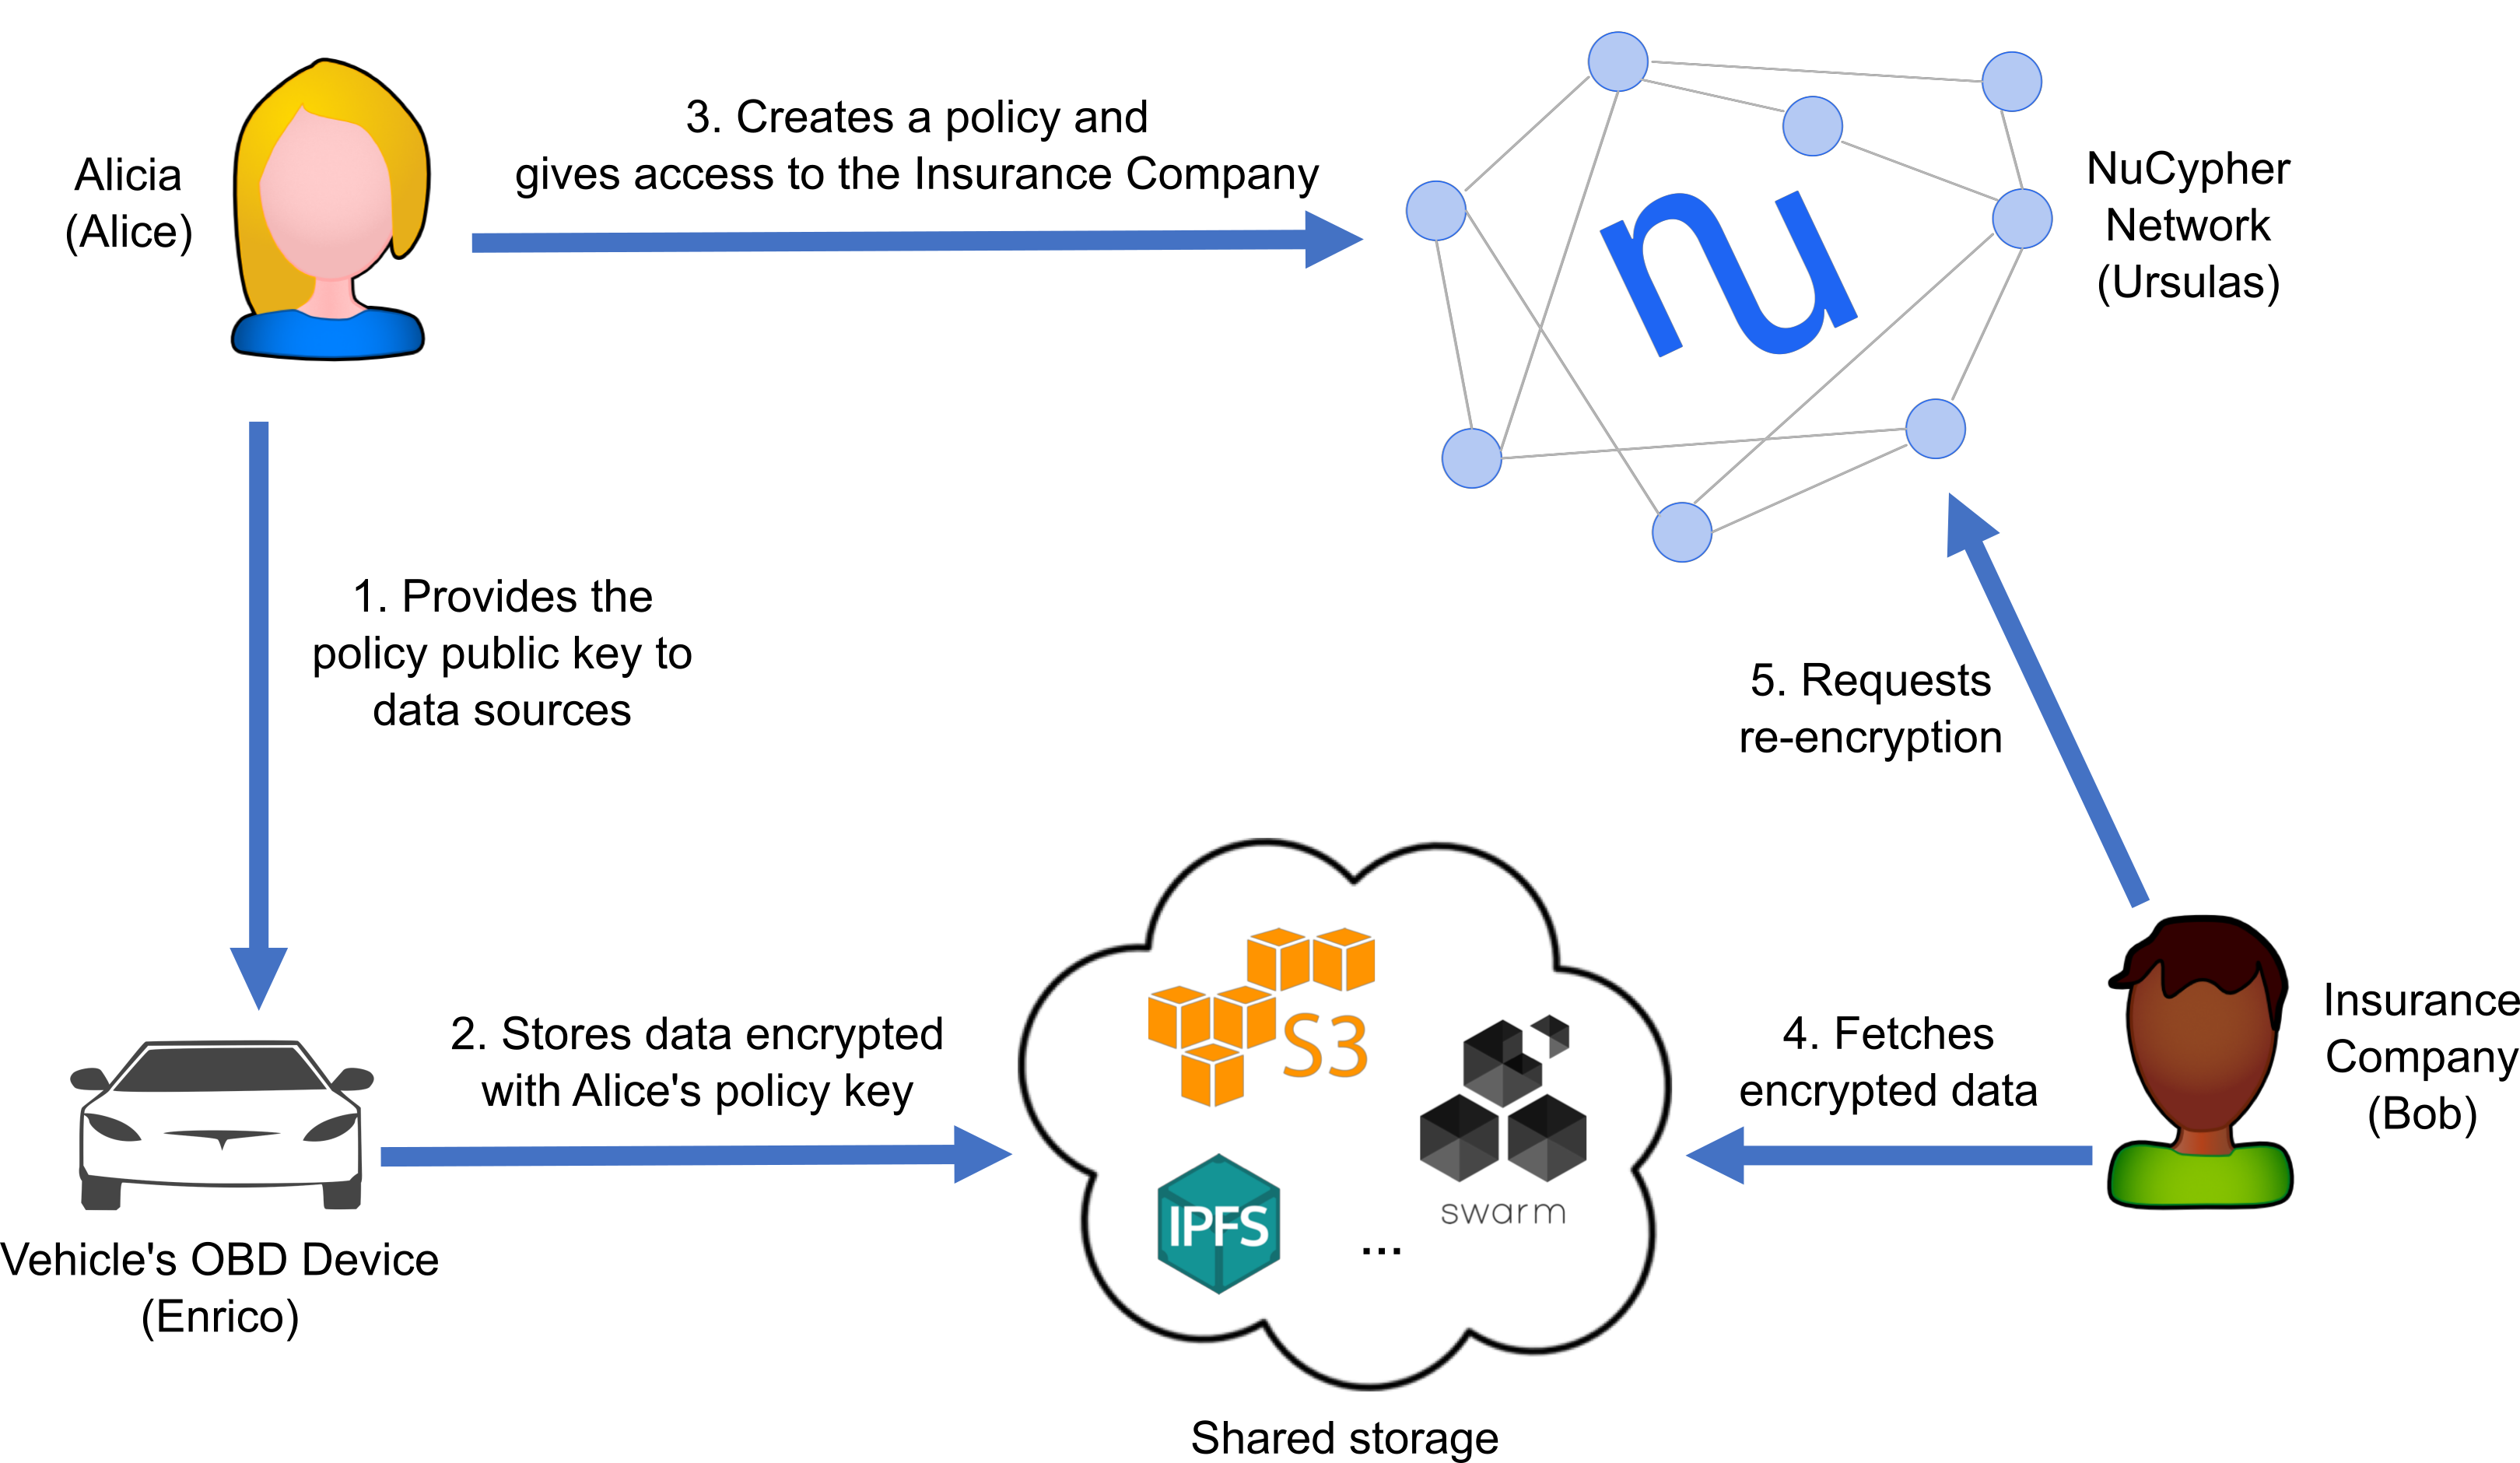 Alicia
(Alice)
3. Creates a policy and
gives access to the Insurance Company
nu
NuCypher
Network
(Ursulas)
1. Provides the
policy public key to
data sources
5. Requests
re-encryption
2. Stores data encrypted
with Alice's policy key
S3
swarm
IPFS
...
4. Fetches
encrypted data
Insurance
Company
(Bob)
Vehicle's OBD Device
(Enrico)
Shared storage